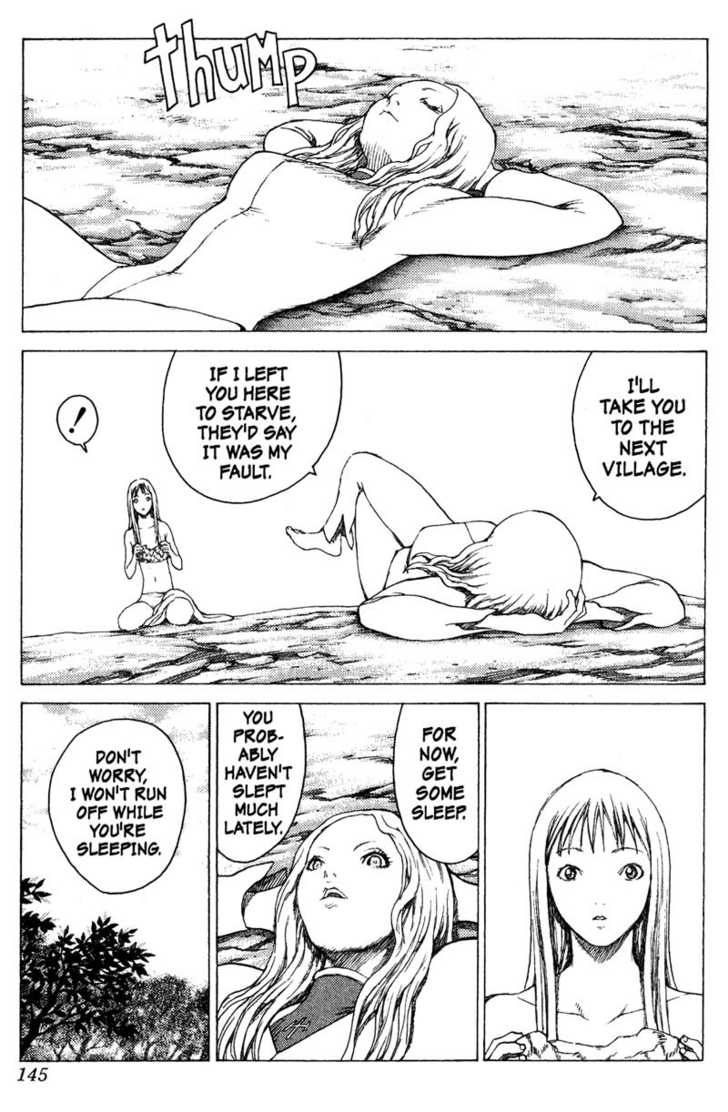 thump
I'LL
TAKE YOU
TO THE
NEXT
VILLAGE.
IF I LEFT
YOU HERE
TO STARVE,
THEY'D SAY
IT WAS MY
FAULT.
!
FOR
NOW,
GET
SOME
SLEEP.
YOU
PROB-
ABLY
HAVEN'T
SLEPT
MUCH
LATELY.
DON'T
WORRY,
I WON'T RUN
OFF WHILE
YOU'RE
SLEEPING.
145